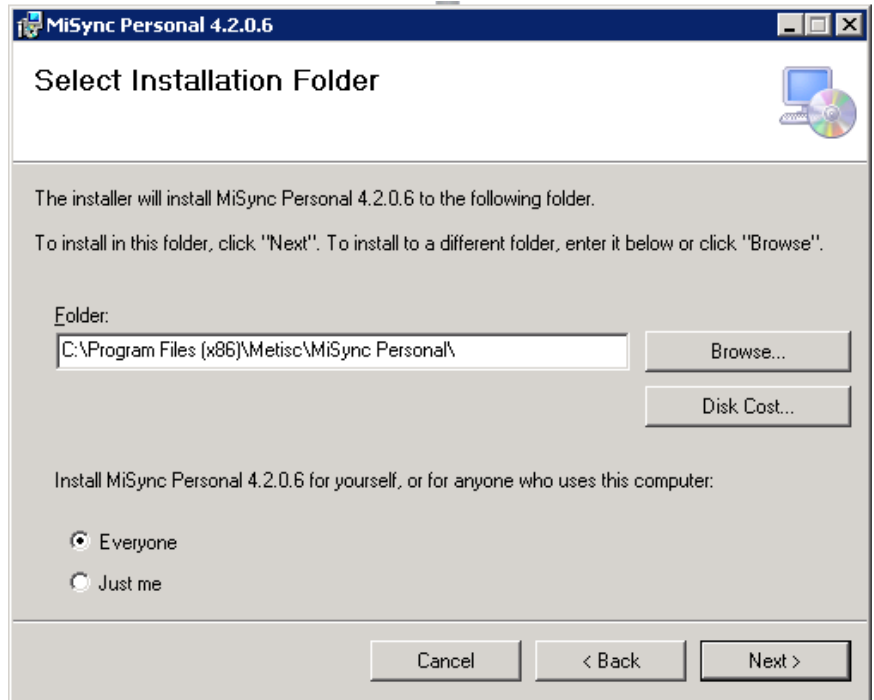 MiSync Personal 4.2.0.6
Select Installation Folder
The installer will install MiSync Personal 4.2.0.6 to the following folder.
To install in this folder, click "Next". To install to a different folder, enter it below or click "Browse".
Folder:
C:\Program Files (x86)\Metisc\MiSync Personal\
Browse...
Disk Cost...
Install MiSync Personal 4.2.0.6 for yourself, or for anyone who uses this computer:
Everyone
Just me
Cancel
< Back
Next >